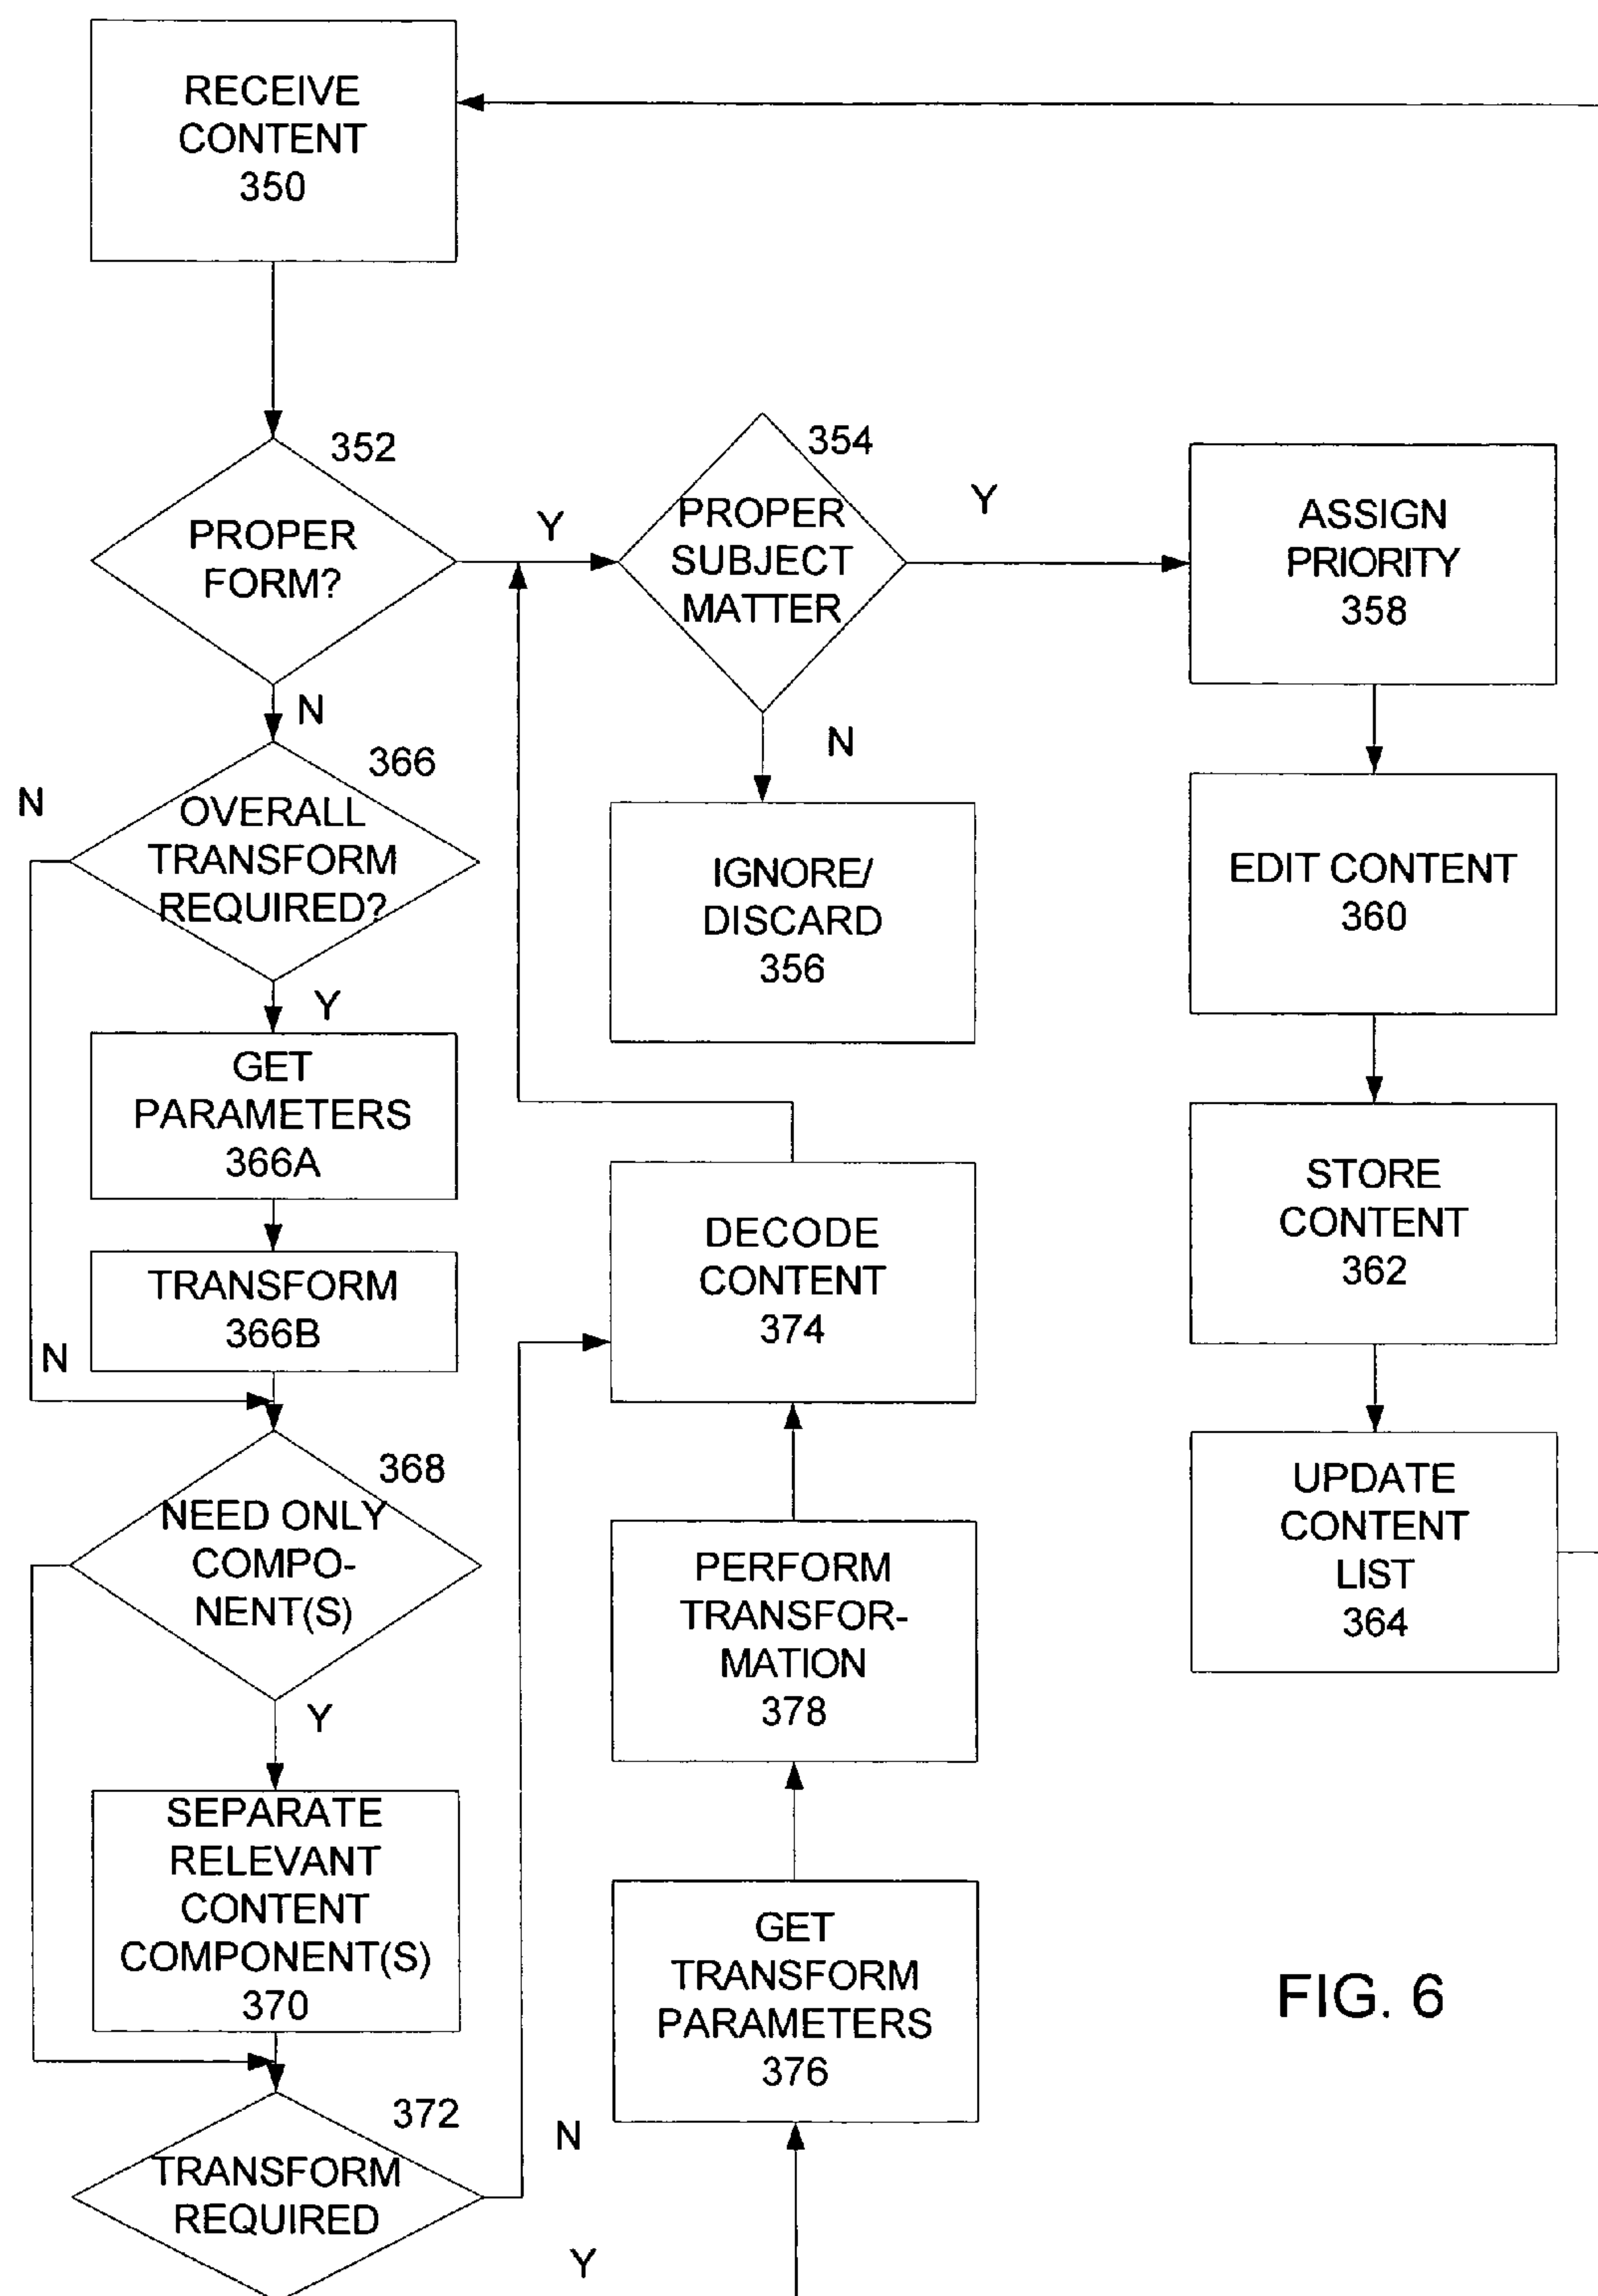 RECEIVE
CONTENT
350
352
PROPER
FORM?
Y
N
354
PROPER
SUBJECT
MATTER
Y
N
ASSIGN
PRIORITY
358
366
OVERALL
TRANSFORM
REQUIRED?
N
Y
IGNORE/
DISCARD
356
EDIT CONTENT
360
GET
PARAMETERS
366A
TRANSFORM
366B
N
DECODE
CONTENT
374
STORE
CONTENT
362
368
NEED ONLY
COMPO-
NENT(S)
Y
PERFORM
TRANSFOR-
MATION
378
UPDATE
CONTENT
LIST
364
SEPARATE
RELEVANT
CONTENT
COMPONENT(S)
370
GET
TRANSFORM
PARAMETERS
376
372
TRANSFORM
REQUIRED
N
Y
FIG. 6